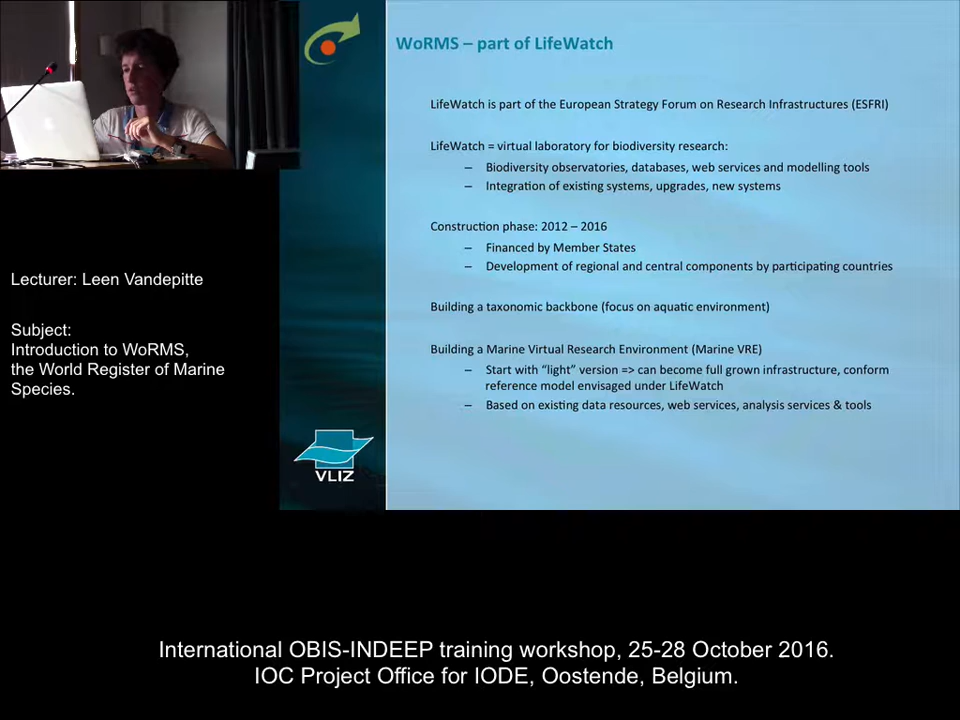 WoRMS – part of LifeWatch
LifeWatch is part of the European Strategy Forum on Research Infrastructures (ESFRI)
LifeWatch = virtual laboratory for biodiversity research:
– Biodiversity observatories, databases, web services and modelling tools
– Integration of existing systems, upgrades, new systems
Construction phase: 2012 – 2016
– Financed by Member States
– Development of regional and central components by participating countries
Building a taxonomic backbone (focus on aquatic environment)
Building a Marine Virtual Research Environment (Marine VRE)
– Start with “light” version => can become full grown infrastructure, conform
reference model envisaged under LifeWatch
– Based on existing data resources, web services, analysis services & tools
VLIZ
Lecturer: Leen Vandepitte
Subject:
Introduction to WoRMS,
the World Register of Marine
Species.
International OBIS-INDEEP training workshop, 25-28 October 2016.
IOC Project Office for IODE, Oostende, Belgium.